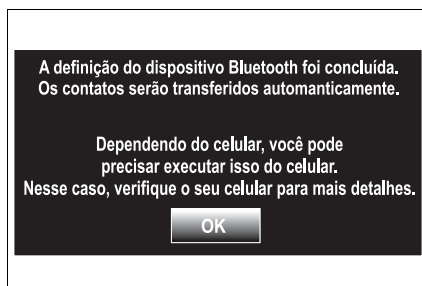 A definição do dispositivo Bluetooth foi concluída.
Os contatos serão transferidos automanticamente.
Dependendo do celular, você pode
precisar executar isso do celular.
Nesse caso, verifique o seu celular para mais detalhes.
OK